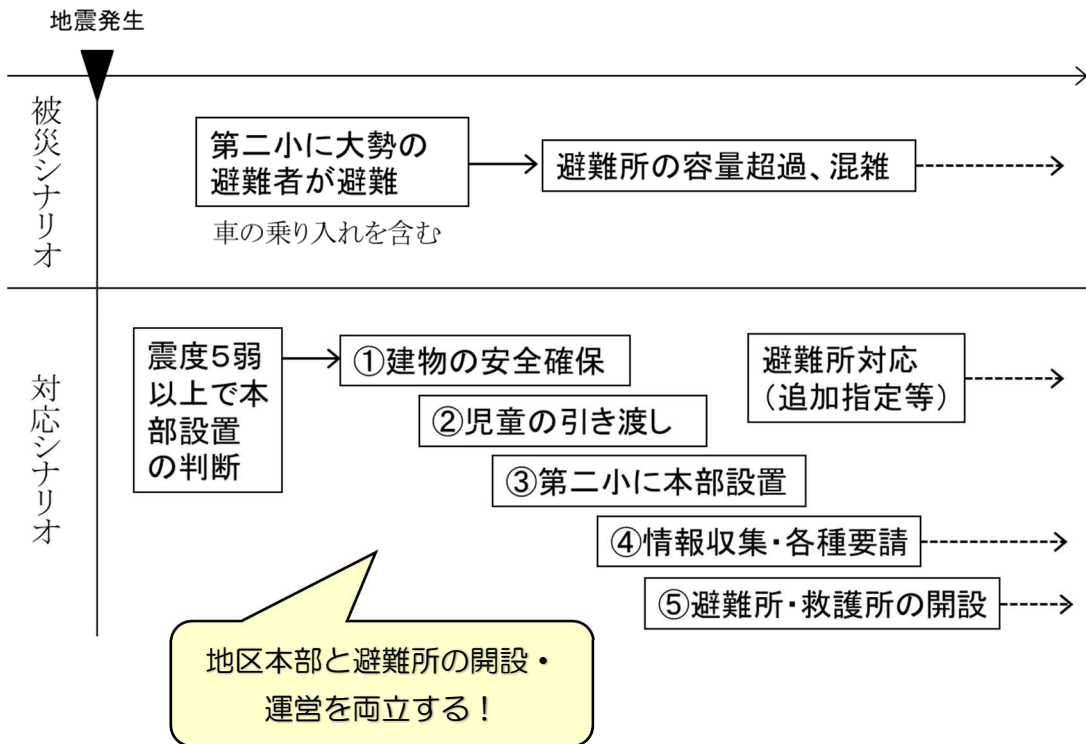 地震発生
被災シナリオ
第二小に大勢の
避難者が避難
車の乗り入れを含む
避難所の容量超過、混雑
対応シナリオ
震度5弱
以上で本
部設置
の判断
①建物の安全確保
②児童の引き渡し
③第二小に本部設置
④情報収集・各種要請
⑤避難所・救護所の開設
避難所対応
（追加指定等）
地区本部と避難所の開設・
運営を両立する！